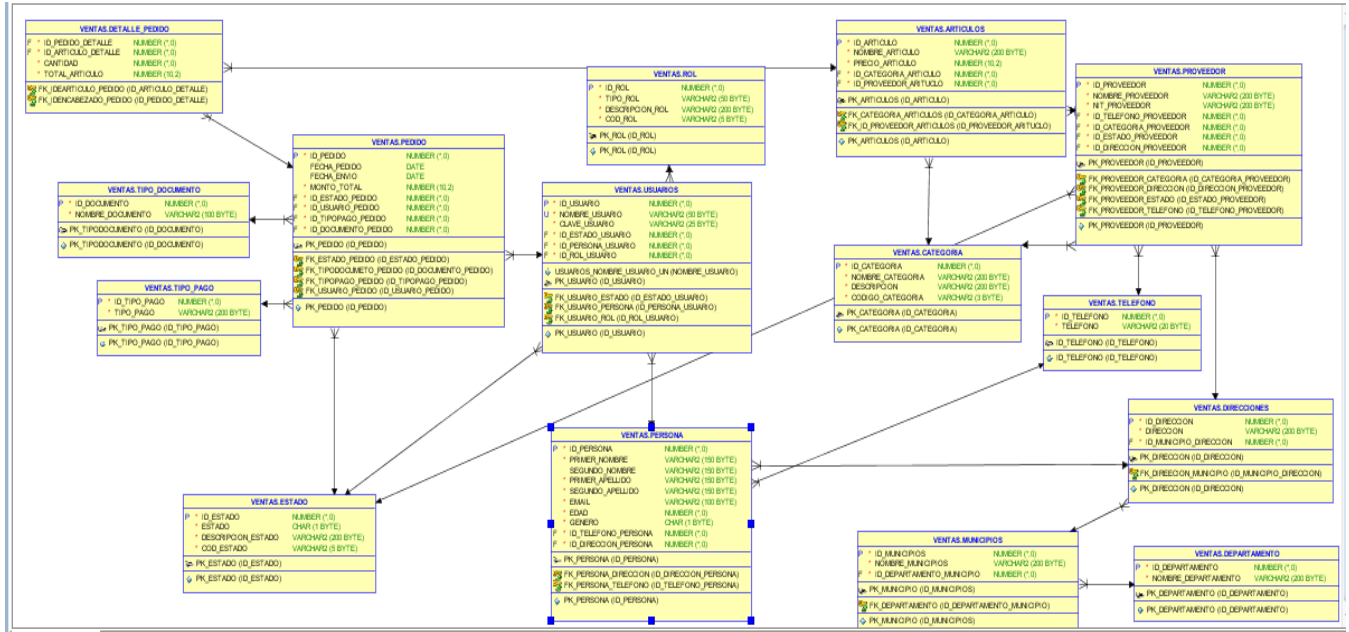 VENTAS.DETALLE_PEDIDO
F * ID_PEDIDO_DETALLE NUMBER (*,0)
F * ID_ARTICULO_DETALLE NUMBER (*,0)
* CANTIDAD NUMBER (*,0)
* TOTAL_ARTICULO NUMBER (10,2)
FK_IDEARTICULO_PEDIDO (ID_ARTICULO_DETALLE)
FK_IDENCABEZADO_PEDIDO (ID_PEDIDO_DETALLE)
VENTAS.ROL
P * ID_ROL NUMBER (*,0)
* TIPO_ROL VARCHAR2 (50 BYTE)
* DESCRIPCION_ROL VARCHAR2 (200 BYTE)
* COD_ROL VARCHAR2 (5 BYTE)
PK_ROL (ID_ROL)
PK_ROL (ID_ROL)
VENTAS.ARTICULOS
P * ID_ARTICULO NUMBER (*,0)
* NOMBRE_ARTICULO VARCHAR2 (200 BYTE)
* PRECIO_ARTICULO NUMBER (10,2)
F * ID_CATEGORIA_ARTICULO NUMBER (*,0)
F * ID_PROVEEDOR_ARITUCLO NUMBER (*,0)
PK_ARTICULOS (ID_ARTICULO)
FK_CATEGORIA_ARTICULOS (ID_CATEGORIA_ARTICULO)
FK_ID_PROVEEDOR_ARTICULOS (ID_PROVEEDOR_ARITUCLO)
PK_ARTICULOS (ID_ARTICULO)
VENTAS.PROVEEDOR
P * ID_PROVEEDOR NUMBER (*,0)
* NOMBRE_PROVEEDOR VARCHAR2 (200 BYTE)
* NIT_PROVEEDOR VARCHAR2 (200 BYTE)
F * ID_TELEFONO_PROVEEDOR NUMBER (*,0)
F * ID_CATEGORIA_PROVEEDOR NUMBER (*,0)
F * ID_ESTADO_PROVEEDOR NUMBER (*,0)
F * ID_DIRECCION_PROVEEDOR NUMBER (*,0)
PK_PROVEEDOR (ID_PROVEEDOR)
FK_PROVEEDOR_CATEGORIA (ID_CATEGORIA_PROVEEDOR)
FK_PROVEEDOR_DIRECCION (ID_DIRECCION_PROVEEDOR)
FK_PROVEEDOR_ESTADO (ID_ESTADO_PROVEEDOR)
FK_PROVEEDOR_TELEFONO (ID_TELEFONO_PROVEEDOR)
PK_PROVEEDOR (ID_PROVEEDOR)
VENTAS.PEDIDO
P * ID_PEDIDO NUMBER (*,0)
FECHA_PEDIDO DATE
FECHA_ENVIO DATE
* MONTO_TOTAL NUMBER (10,2)
F * ID_ESTADO_PEDIDO NUMBER (*,0)
F * ID_USUARIO_PEDIDO NUMBER (*,0)
F * ID_TIPOPAGO_PEDIDO NUMBER (*,0)
F * ID_DOCUMENTO_PEDIDO NUMBER (*,0)
PK_PEDIDO (ID_PEDIDO)
FK_ESTADO_PEDIDO (ID_ESTADO_PEDIDO)
FK_TIPODOCUMETO_PEDIDO (ID_DOCUMENTO_PEDIDO)
FK_TIPOPAGO_PEDIDO (ID_TIPOPAGO_PEDIDO)
FK_USUARIO_PEDIDO (ID_USUARIO_PEDIDO)
PK_PEDIDO (ID_PEDIDO)
VENTAS.TIPO_DOCUMENTO
P * ID_DOCUMENTO NUMBER (*,0)
* NOMBRE_DOCUMENTO VARCHAR2 (100 BYTE)
PK_TIPODOCUMENTO (ID_DOCUMENTO)
PK_TIPODOCUMENTO (ID_DOCUMENTO)
VENTAS.USUARIOS
P * ID_USUARIO NUMBER (*,0)
U * NOMBRE_USUARIO VARCHAR2 (50 BYTE)
* CLAVE_USUARIO VARCHAR2 (25 BYTE)
F * ID_ESTADO_USUARIO NUMBER (*,0)
F * ID_PERSONA_USUARIO NUMBER (*,0)
F * ID_ROL_USUARIO NUMBER (*,0)
USUARIOS_NOMBRE_USUARIO_UN (NOMBRE_USUARIO)
PK_USUARIO (ID_USUARIO)
FK_USUARIO_ESTADO (ID_ESTADO_USUARIO)
FK_USUARIO_PERSONA (ID_PERSONA_USUARIO)
FK_USUARIO_ROL (ID_ROL_USUARIO)
PK_USUARIO (ID_USUARIO)
VENTAS.CATEGORIA
P * ID_CATEGORIA NUMBER (*,0)
* NOMBRE_CATEGORIA VARCHAR2 (200 BYTE)
* DESCRIPCION VARCHAR2 (200 BYTE)
* CODIGO_CATEGORIA VARCHAR2 (3 BYTE)
PK_CATEGORIA (ID_CATEGORIA)
PK_CATEGORIA (ID_CATEGORIA)
VENTAS.TIPO_PAGO
P * ID_TIPO_PAGO NUMBER (*,0)
* TIPO_PAGO VARCHAR2 (200 BYTE)
PK_TIPO_PAGO (ID_TIPO_PAGO)
PK_TIPO_PAGO (ID_TIPO_PAGO)
VENTAS.TELEFONO
P * ID_TELEFONO NUMBER (*,0)
* TELEFONO VARCHAR2 (20 BYTE)
ID_TELEFONO (ID_TELEFONO)
ID_TELEFONO (ID_TELEFONO)
VENTAS.DIRECCIONES
P * ID_DIRECCION NUMBER (*,0)
* DIRECCION VARCHAR2 (200 BYTE)
F * ID_MUNICIPIO_DIRECCION NUMBER (*,0)
PK_DIRECCION (ID_DIRECCION)
FK_DIREECION_MUNICIPIO (ID_MUNICIPIO_DIRECCION)
PK_DIRECCION (ID_DIRECCION)
VENTAS.PERSONA
P * ID_PERSONA NUMBER (*,0)
* PRIMER_NOMBRE VARCHAR2 (150 BYTE)
SEGUNDO_NOMBRE VARCHAR2 (150 BYTE)
* PRIMER_APELLIDO VARCHAR2 (150 BYTE)
* SEGUNDO_APELLIDO VARCHAR2 (150 BYTE)
* EMAIL VARCHAR2 (100 BYTE)
* EDAD NUMBER (*,0)
* GENERO CHAR (1 BYTE)
F * ID_TELEFONO_PERSONA NUMBER (*,0)
F * ID_DIRECCION_PERSONA NUMBER (*,0)
PK_PERSONA (ID_PERSONA)
FK_PERSONA_DIRECCION (ID_DIRECCION_PERSONA)
FK_PERSONA_TELEFONO (ID_TELEFONO_PERSONA)
PK_PERSONA (ID_PERSONA)
VENTAS.ESTADO
P * ID_ESTADO NUMBER (*,0)
* ESTADO CHAR (1 BYTE)
* DESCRIPCION_ESTADO VARCHAR2 (200 BYTE)
* COD_ESTADO VARCHAR2 (5 BYTE)
PK_ESTADO (ID_ESTADO)
PK_ESTADO (ID_ESTADO)
VENTAS.MUNICIPIOS
P * ID_MUNICIPIOS NUMBER (*,0)
* NOMBRE_MUNICIPIOS VARCHAR2 (200 BYTE)
F * ID_DEPARTAMENTO_MUNICIPIO NUMBER (*,0)
PK_MUNICIPIO (ID_MUNICIPIOS)
FK_DEPARTAMENTO (ID_DEPARTAMENTO_MUNICIPIO)
PK_MUNICIPIO (ID_MUNICIPIOS)
VENTAS.DEPARTAMENTO
P * ID_DEPARTAMENTO NUMBER (*,0)
* NOMBRE_DEPARTAMENTO VARCHAR2 (200 BYTE)
PK_DEPARTAMENTO (ID_DEPARTAMENTO)
PK_DEPARTAMENTO (ID_DEPARTAMENTO)